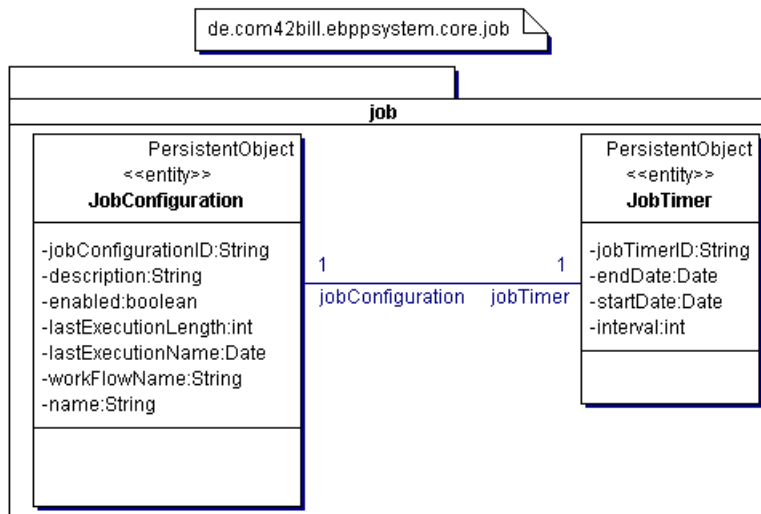 de.com42bill.ebppsystem.core.job
job
PersistentObject
<<entity>>
JobConfiguration
-jobConfigurationID:String
-description:String
-enabled:boolean
-lastExecutionLength:int
-lastExecutionName:Date
-workFlowName:String
-name:String
1
1
jobConfiguration
jobTimer
PersistentObject
<<entity>>
JobTimer
-jobTimerID:String
-endDate:Date
-startDate:Date
-interval:int